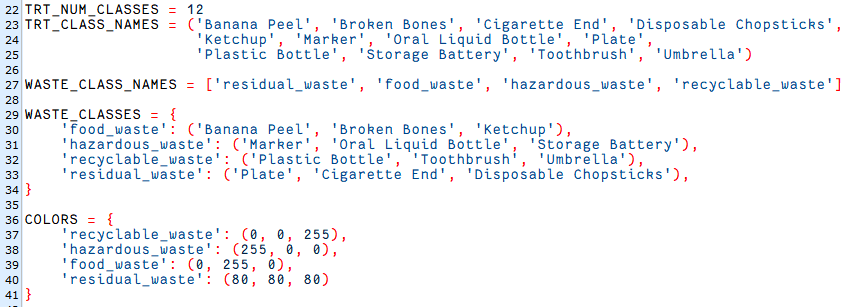 22 TRT_NUM_CLASSES = 12
23 TRT_CLASS_NAMES = ('Banana Peel', 'Broken Bones', 'Cigarette End', 'Disposable Chopsticks',
24 'Ketchup', 'Marker', 'Oral Liquid Bottle', 'Plate',
25 'Plastic Bottle', 'Storage Battery', 'Toothbrush', 'Umbrella')
26
27 WASTE_CLASS_NAMES = ['residual_waste', 'food_waste', 'hazardous_waste', 'recyclable_waste']
28
29 WASTE_CLASSES = {
30 'food_waste': ('Banana Peel', 'Broken Bones', 'Ketchup'),
31 'hazardous_waste': ('Marker', 'Oral Liquid Bottle', 'Storage Battery'),
32 'recyclable_waste': ('Plastic Bottle', 'Toothbrush', 'Umbrella'),
33 'residual_waste': ('Plate', 'Cigarette End', 'Disposable Chopsticks'),
34 }
35
36 COLORS = {
37 'recyclable_waste': (0, 0, 255),
38 'hazardous_waste': (255, 0, 0),
39 'food_waste': (0, 255, 0),
40 'residual_waste': (80, 80, 80)
41 }